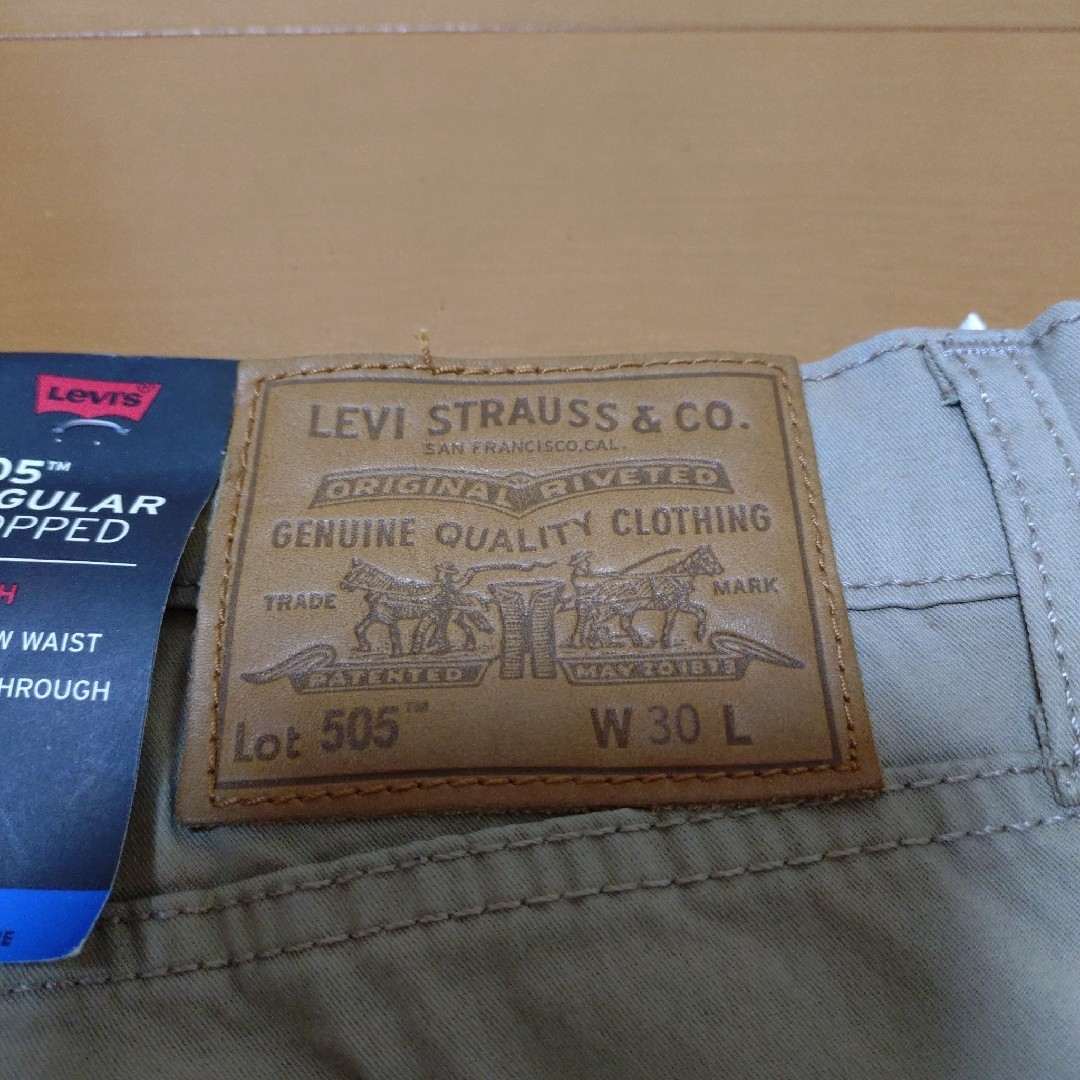 Levi's®
05™
GULAR
OPPED
H
W WAIST
HROUGH
E
LEVI STRAUSS & CO.
SAN FRANCISCO, CAL.
ORIGINAL RIVETED
GENUINE QUALITY CLOTHING
TRADE MARK
PATENTED MAY 20 1873
Lot 505™ W 30 L